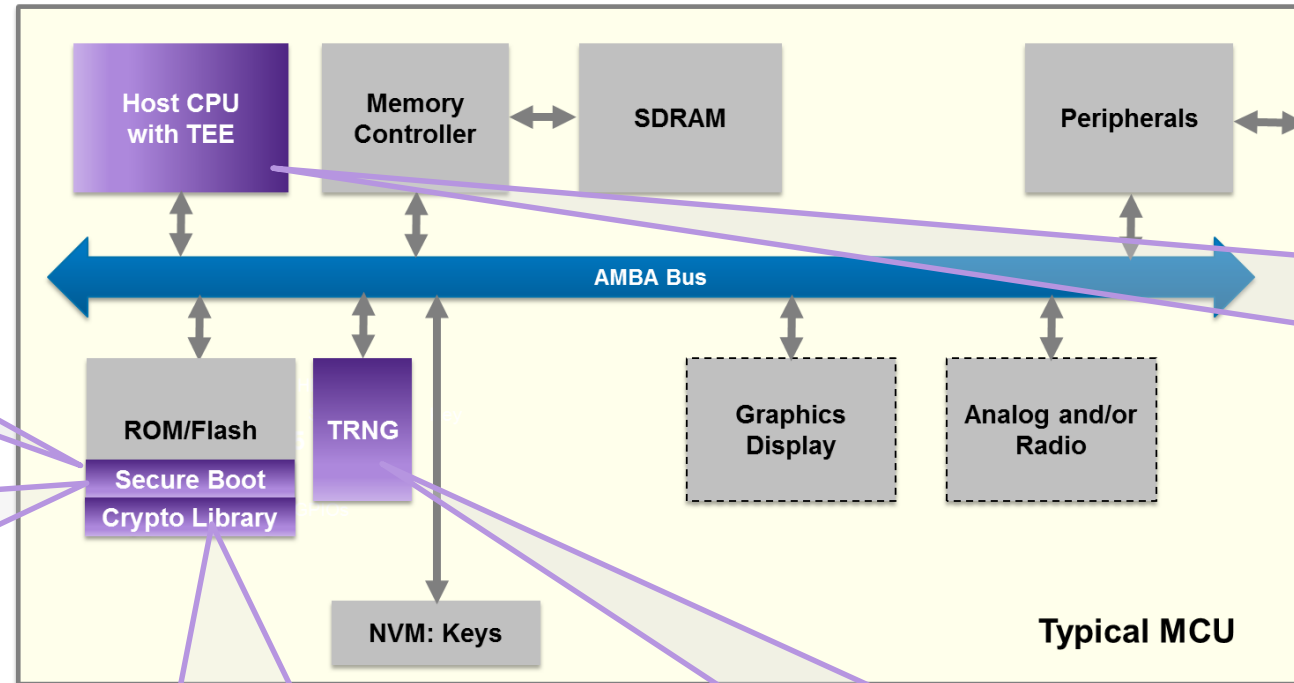 Host CPU
with TEE
Memory
Controller
SDRAM
Peripherals
AMBA Bus
ROM/Flash
Secure Boot
Crypto Library
TRNG
Graphics
Display
Analog and/or
Radio
NVM: Keys
Typical MCU